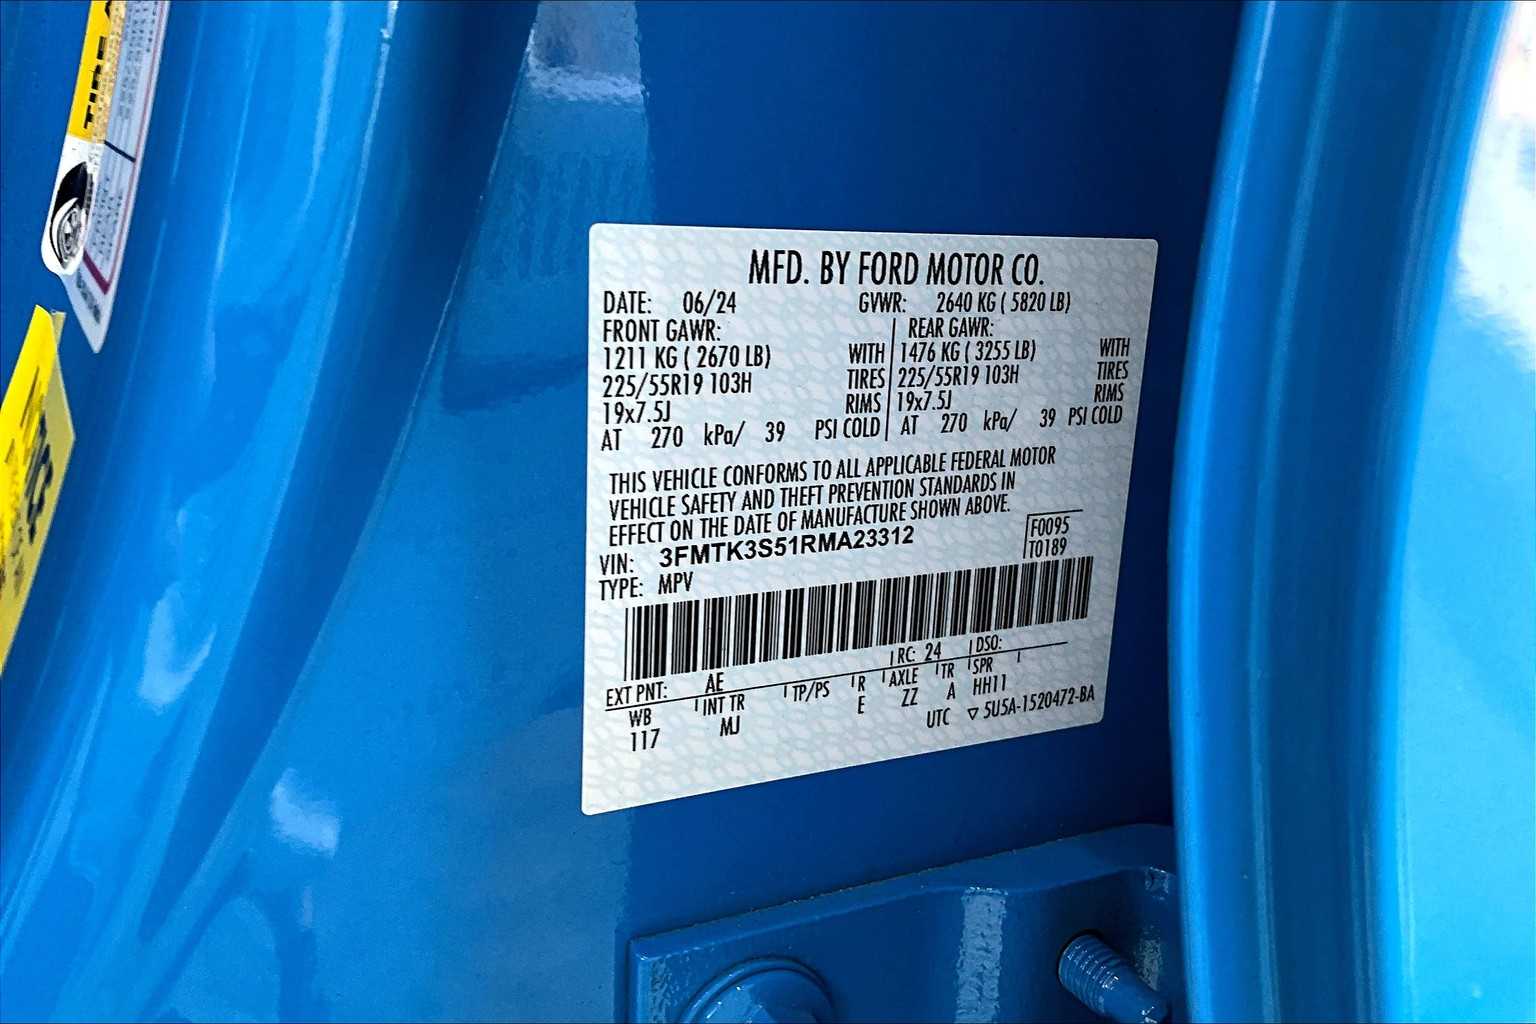 TIRE
MFD. BY FORD MOTOR CO.
DATE: 06/24 GVWR: 2640 KG ( 5820 LB)
FRONT GAWR: REAR GAWR:
1211 KG ( 2670 LB) WITH 1476 KG ( 3255 LB) WITH
225/55R19 103H TIRES 225/55R19 103H TIRES
19x7.5J RIMS 19x7.5J RIMS
AT 270 kPa/ 39 PSI COLD AT 270 kPa/ 39 PSI COLD
THIS VEHICLE CONFORMS TO ALL APPLICABLE FEDERAL MOTOR
VEHICLE SAFETY AND THEFT PREVENTION STANDARDS IN
EFFECT ON THE DATE OF MANUFACTURE SHOWN ABOVE.
VIN: 3FMTK3S51RMA23312 F0095
TYPE: MPV T0189
EXT PNT: AE RC: 24 DSO:
WB INT TR TP/PS R AXLE TR SPR
117 MJ E ZZ A HH11
UTC ▽ 5U5A-1520472-BA